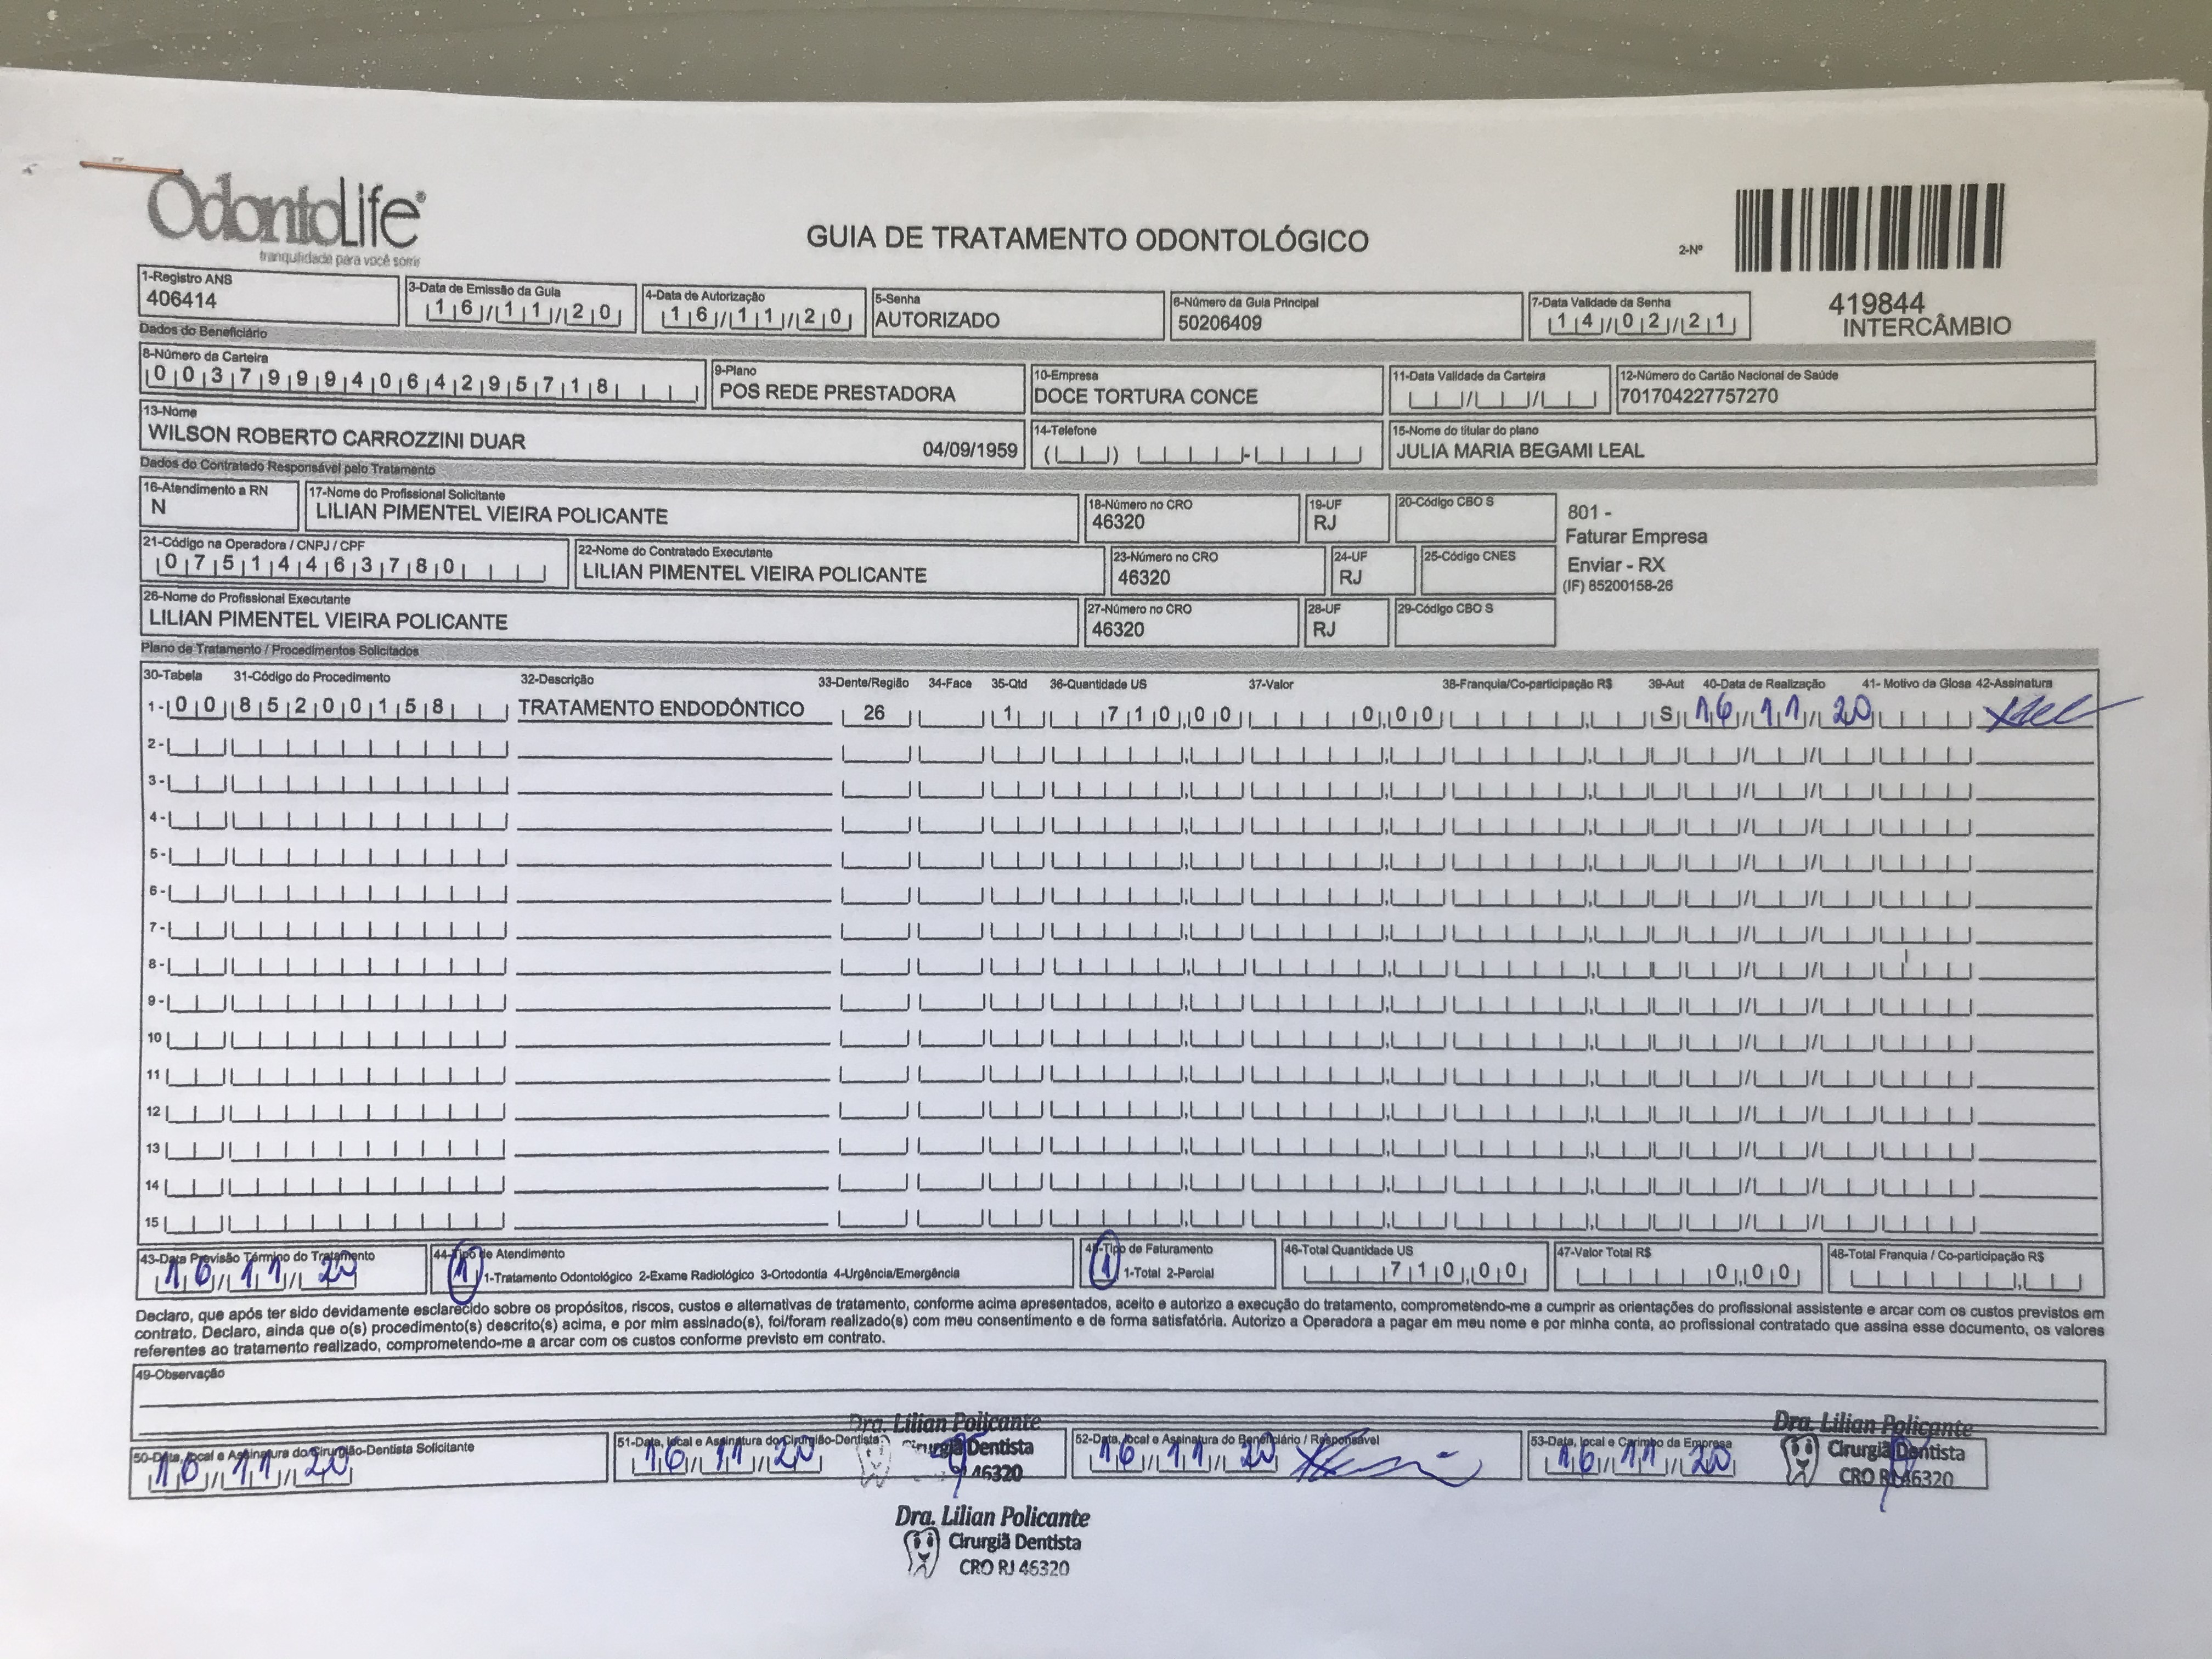 OdontoLife®
tranquilidade para você sorrir
GUIA DE TRATAMENTO ODONTOLÓGICO
2-Nº
419844
INTERCÂMBIO
1-Registro ANS
406414
3-Data de Emissão da Guia
16/11/20
4-Data de Autorização
16/11/20
5-Senha
AUTORIZADO
6-Número da Guia Principal
50206409
7-Data Validade da Senha
14/02/21
Dados do Beneficiário
8-Número da Carteira
00379994064295718
9-Plano
POS REDE PRESTADORA
10-Empresa
DOCE TORTURA CONCE
11-Data Validade da Carteira
12-Número do Cartão Nacional de Saúde
701704227757270
13-Nome
WILSON ROBERTO CARROZZINI DUAR 04/09/1959
14-Telefone
15-Nome do titular do plano
JULIA MARIA BEGAMI LEAL
Dados do Contratado Responsável pelo Tratamento
16-Atendimento a RN
N
17-Nome do Profissional Solicitante
LILIAN PIMENTEL VIEIRA POLICANTE
18-Número no CRO
46320
19-UF
RJ
20-Código CBO S
801 -
Faturar Empresa
Enviar - RX
(IF) 85200158-26
21-Código na Operadora / CNPJ / CPF
07514463780
22-Nome do Contratado Executante
LILIAN PIMENTEL VIEIRA POLICANTE
23-Número no CRO
46320
24-UF
RJ
25-Código CNES
26-Nome do Profissional Executante
LILIAN PIMENTEL VIEIRA POLICANTE
27-Número no CRO
46320
28-UF
RJ
29-Código CBO S
Plano de Tratamento / Procedimentos Solicitados
30-Tabela 31-Código do Procedimento 32-Descrição 33-Dente/Região 34-Face 35-Qtd 36-Quantidade US 37-Valor 38-Franquia/Co-participação R$ 39-Aut 40-Data de Realização 41- Motivo da Glosa 42-Assinatura
1- 00 85200158 TRATAMENTO ENDODÔNTICO 26 1 710,00 0,00 S 16/11/20
2-
3-
4-
5-
6-
7-
8-
9-
10
11
12
13
14
15
43-Data Previsão Término do Tratamento
16/11/20
44-Tipo de Atendimento
1 1-Tratamento Odontológico 2-Exame Radiológico 3-Ortodontia 4-Urgência/Emergência
45-Tipo de Faturamento
1 1-Total 2-Parcial
46-Total Quantidade US
710,00
47-Valor Total R$
0,00
48-Total Franquia / Co-participação R$
Declaro, que após ter sido devidamente esclarecido sobre os propósitos, riscos, custos e alternativas de tratamento, conforme acima apresentados, aceito e autorizo a execução do tratamento, comprometendo-me a cumprir as orientações do profissional assistente e arcar com os custos previstos em
contrato. Declaro, ainda que o(s) procedimento(s) descrito(s) acima, e por mim assinado(s), foi/foram realizado(s) com meu consentimento e de forma satisfatória. Autorizo a Operadora a pagar em meu nome e por minha conta, ao profissional contratado que assina esse documento, os valores
referentes ao tratamento realizado, comprometendo-me a arcar com os custos conforme previsto em contrato.
49-Observação
50-Data, local e Assinatura do Cirurgião-Dentista Solicitante
16/11/20
51-Data, local e Assinatura do Cirurgião-Dentista
16/11/20
Dra. Lilian Policante
Cirurgiã Dentista
46320
52-Data, local e Assinatura do Beneficiário / Responsável
16/11/20
53-Data, local e Carimbo da Empresa
16/11/20
Dra. Lilian Policante
Cirurgiã Dentista
CRO RJ 46320
Dra. Lilian Policante
Cirurgiã Dentista
CRO RJ 46320